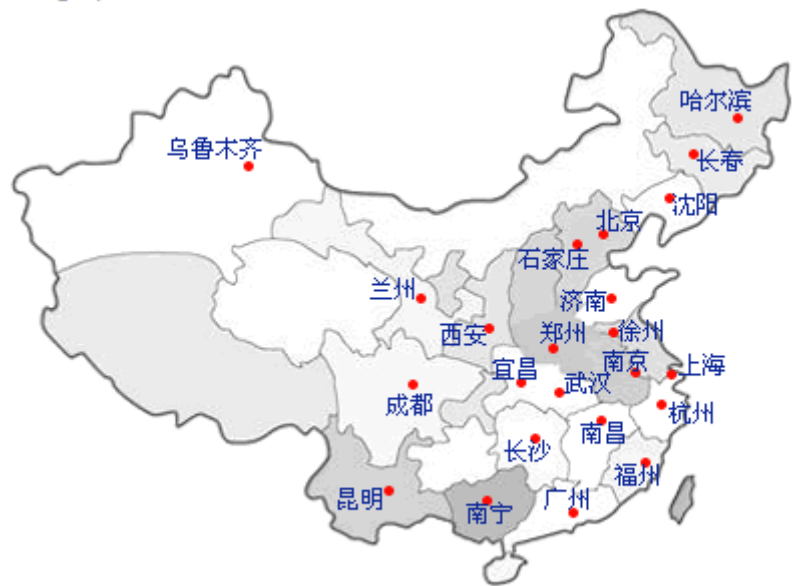 哈尔滨
乌鲁木齐
长春
沈阳
北京
石家庄
兰州
济南
西安
郑州
徐州
宜昌
南京
上海
成都
武汉
杭州
长沙
南昌
福州
昆明
南宁
广州